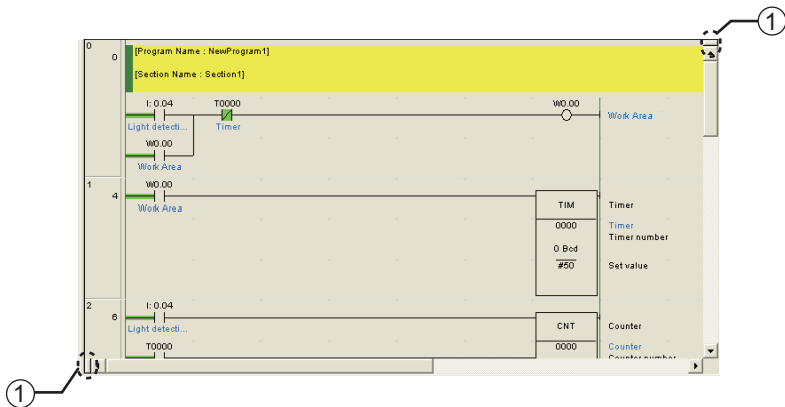 ①
0 0 [Program Name : NewProgram1]
[Section Name : Section1]
I: 0.04 T0000 W0.00
Light detecti... Timer Work Area
W0.00
Work Area
1 W0.00
4 Work Area
TIM Timer
0000 Timer
Timer number
0 Bcd
#50 Set value
2 I: 0.04
6 Light detecti...
CNT Counter
T0000 0000 Counter
Counter number
①